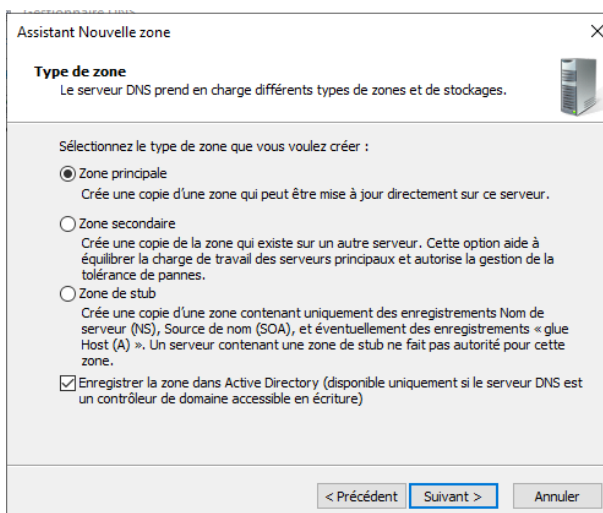 Gestionnaire DNS
Assistant Nouvelle zone
Type de zone
Le serveur DNS prend en charge différents types de zones et de stockages.
Sélectionnez le type de zone que vous voulez créer :
Zone principale
Crée une copie d'une zone qui peut être mise à jour directement sur ce serveur.
Zone secondaire
Crée une copie de la zone qui existe sur un autre serveur. Cette option aide à
équilibrer la charge de travail des serveurs principaux et autorise la gestion de la
tolérance de pannes.
Zone de stub
Crée une copie d'une zone contenant uniquement des enregistrements Nom de
serveur (NS), Source de nom (SOA), et éventuellement des enregistrements « glue
Host (A) ». Un serveur contenant une zone de stub ne fait pas autorité pour cette
zone.
Enregistrer la zone dans Active Directory (disponible uniquement si le serveur DNS est
un contrôleur de domaine accessible en écriture)
< Précédent Suivant > Annuler